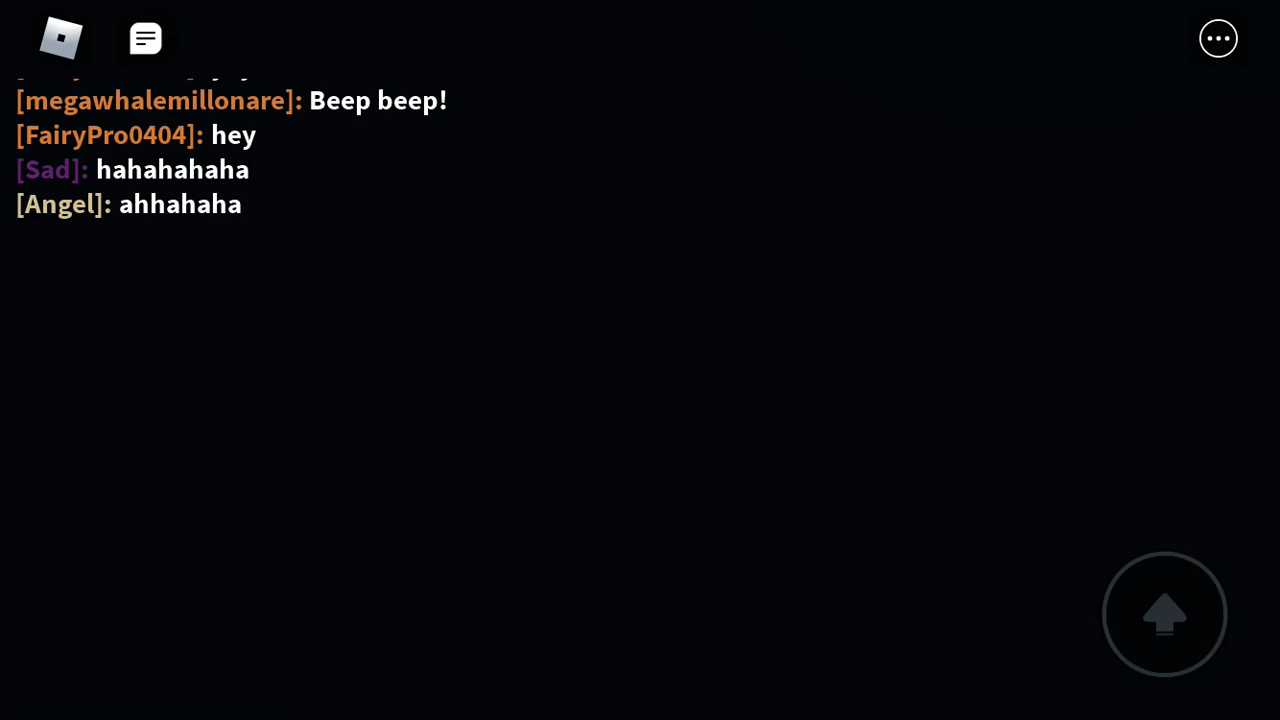 [megawhalemillonare]: Beep beep!
[FairyPro0404]: hey
[Sad]: hahahahaha
[Angel]: ahhahaha